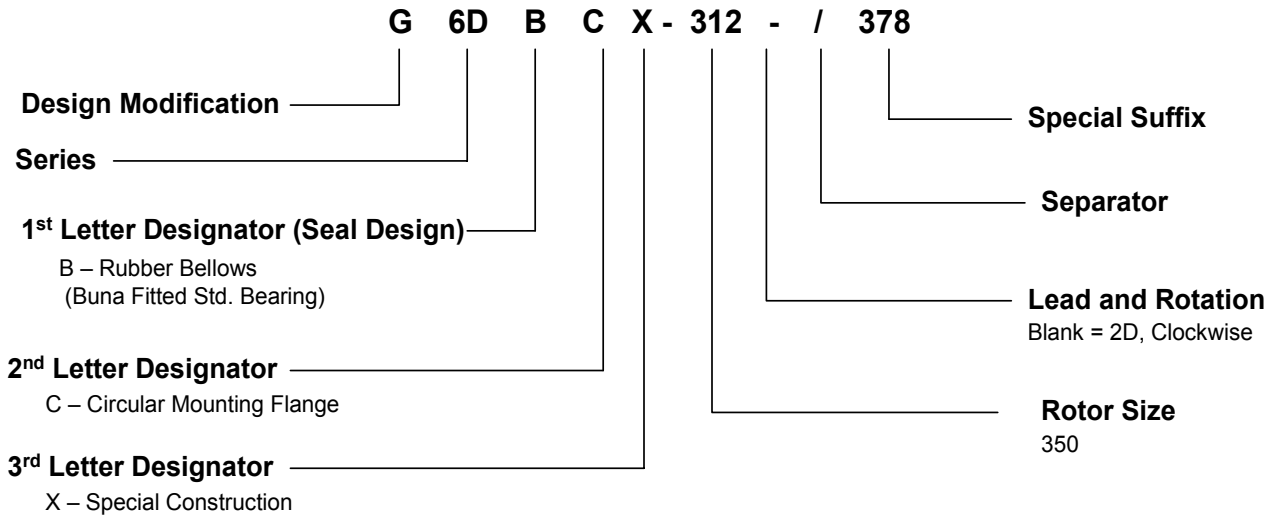 G 6D B C X - 312 - / 378
Design Modification
Series
1st Letter Designator (Seal Design)
B – Rubber Bellows
(Buna Fitted Std. Bearing)
2nd Letter Designator
C – Circular Mounting Flange
3rd Letter Designator
X – Special Construction
Special Suffix
Separator
Lead and Rotation
Blank = 2D, Clockwise
Rotor Size
350